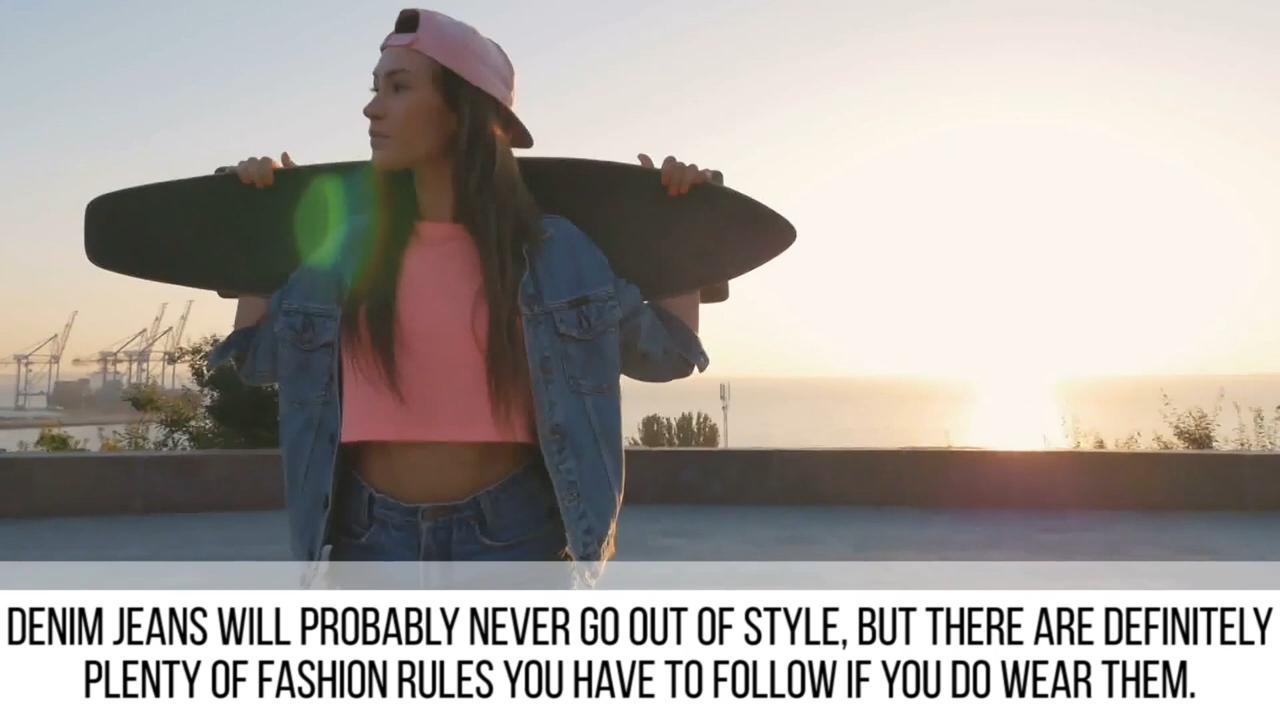 DENIM JEANS WILL PROBABLY NEVER GO OUT OF STYLE, BUT THERE ARE DEFINITELY
PLENTY OF FASHION RULES YOU HAVE TO FOLLOW IF YOU DO WEAR THEM.